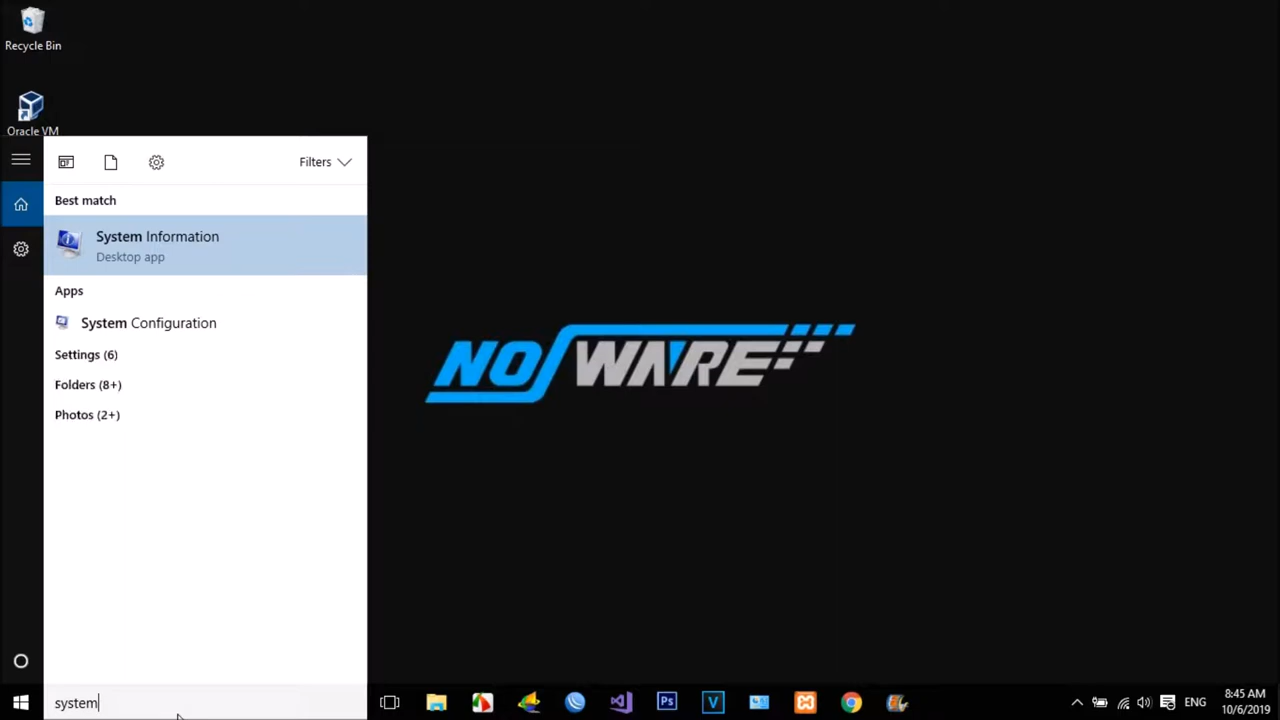 Recycle Bin
Oracle VM
Filters
Best match
System Information
Desktop app
Apps
System Configuration
Settings (6)
Folders (8+)
Photos (2+)
NOSWARE
system
Ps
V
ENG
8:45 AM
10/6/2019